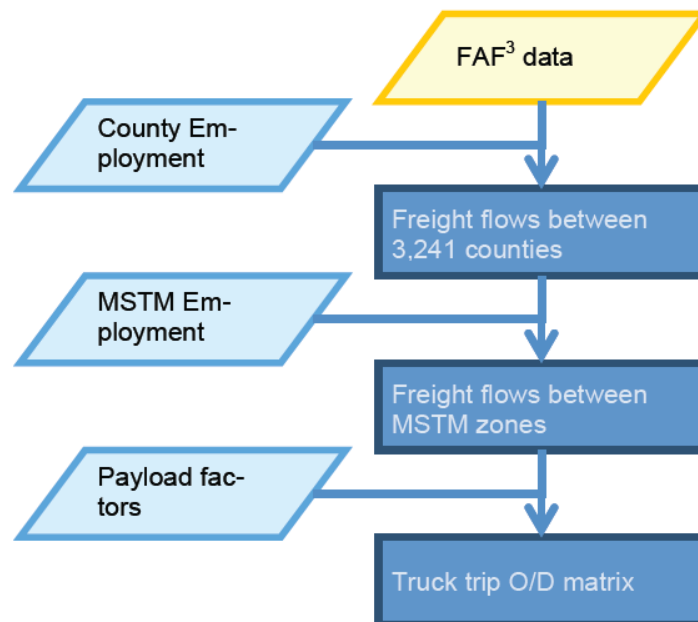 FAF³ data
County Em-
ployment
Freight flows between
3,241 counties
MSTM Em-
ployment
Freight flows between
MSTM zones
Payload fac-
tors
Truck trip O/D matrix